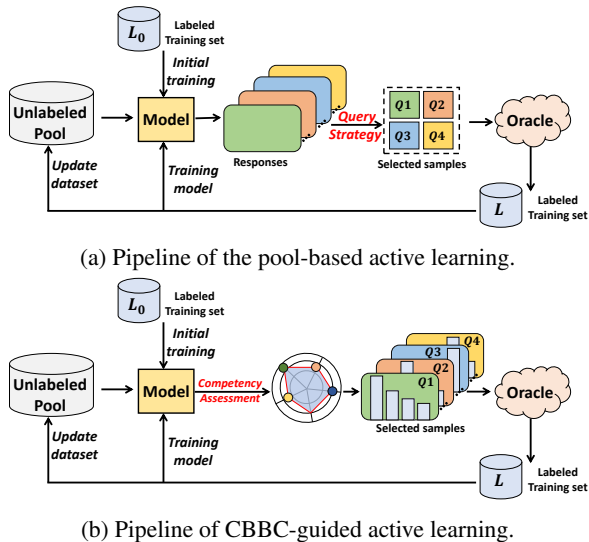 L₀
Labeled
Training set
Initial
training
Unlabeled
Pool
Model
Responses
Query
Strategy
Q1 Q2
Q3 Q4
Selected samples
Oracle
Update
dataset
Training
model
L
Labeled
Training set
(a) Pipeline of the pool-based active learning.
L₀
Labeled
Training set
Initial
training
Unlabeled
Pool
Model
Competency
Assessment
Q4
Q3
Q2
Q1
Selected samples
Oracle
Update
dataset
Training
model
L
Labeled
Training set
(b) Pipeline of CBBC-guided active learning.